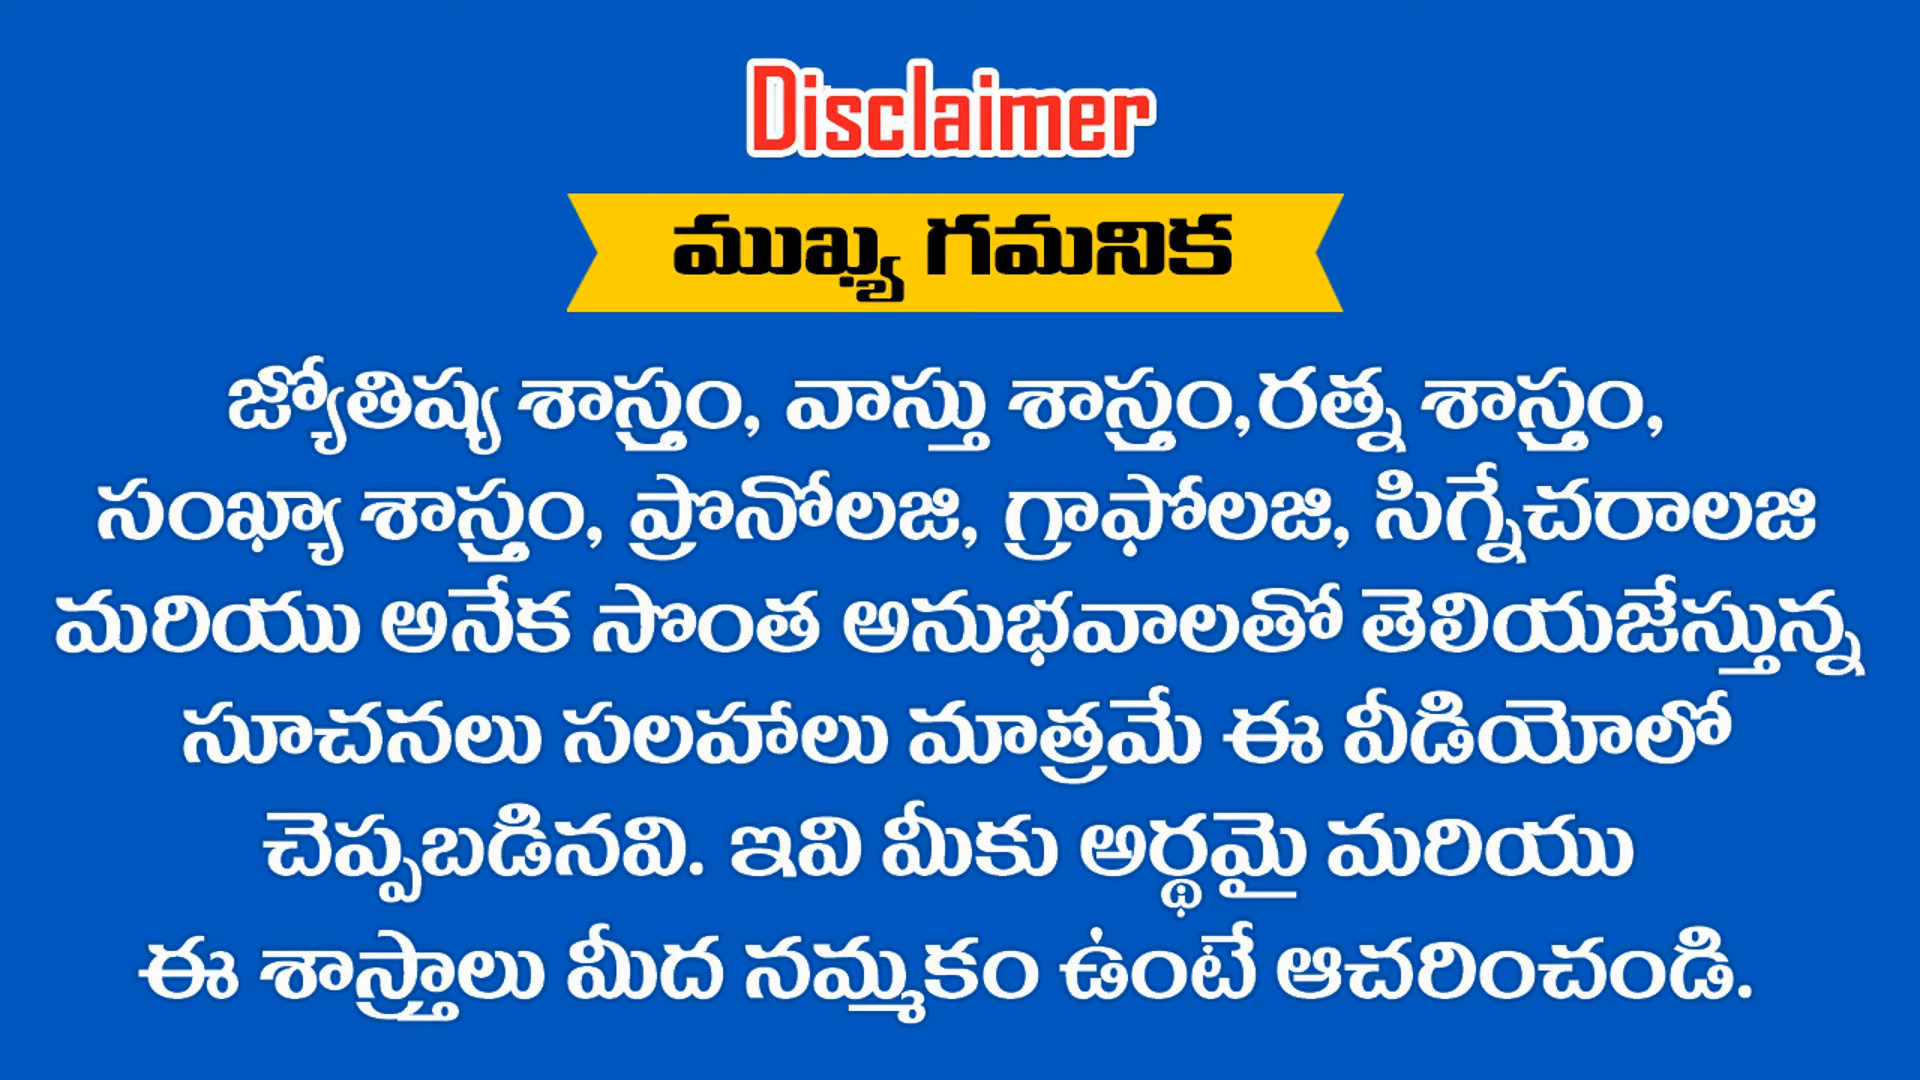 Disclaimer
ముఖ్య గమనిక
జ్యోతిష్య శాస్త్రం, వాస్తు శాస్త్రం,రత్న శాస్త్రం,
సంఖ్యా శాస్త్రం, ప్రొనోలజి, గ్రాఫోలజి, సిగ్నేచరాలజి
మరియు అనేక సొంత అనుభవాలతో తెలియజేస్తున్న
సూచనలు సలహాలు మాత్రమే ఈ వీడియోలో
చెప్పబడినవి. ఇవి మీకు అర్థమై మరియు
ఈ శాస్త్రాలు మీద నమ్మకం ఉంటే ఆచరించండి.